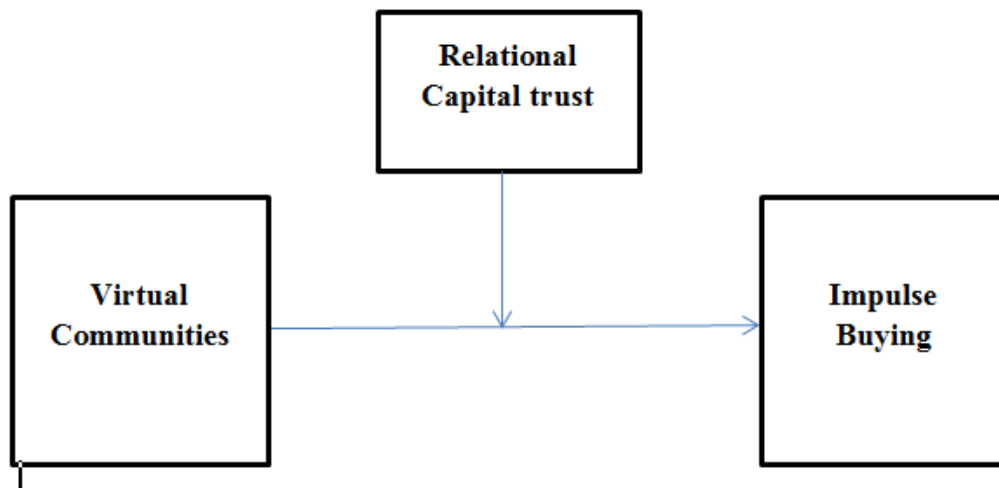 Relational
Capital trust
Virtual
Communities
Impulse
Buying